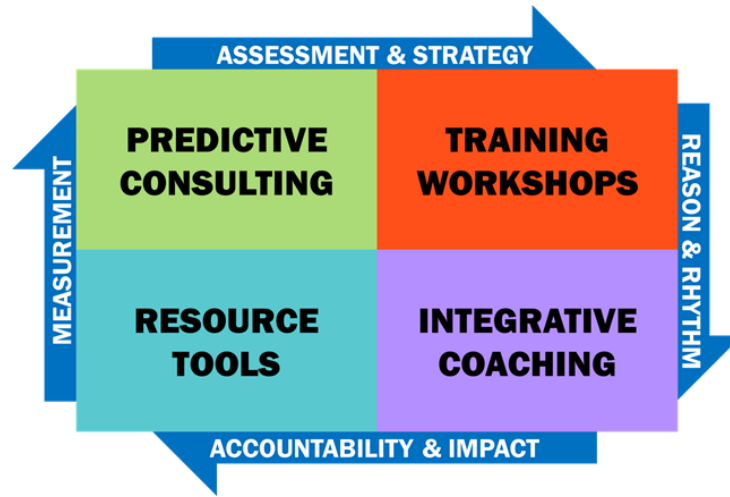 ASSESSMENT & STRATEGY
PREDICTIVE
CONSULTING
TRAINING
WORKSHOPS
REASON & RHYTHM
MEASUREMENT
RESOURCE
TOOLS
INTEGRATIVE
COACHING
ACCOUNTABILITY & IMPACT